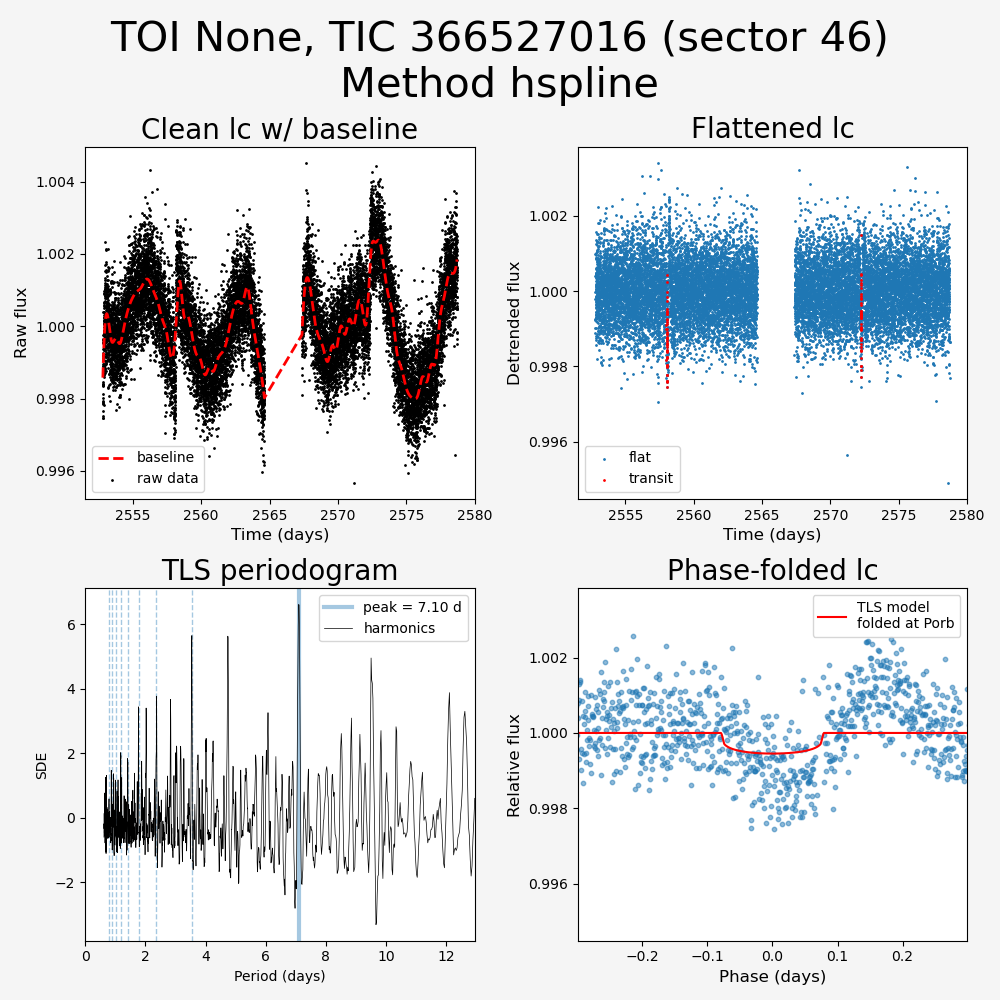 TOI None, TIC 366527016 (sector 46)
Method hspline
Clean lc w/ baseline
Raw flux
1.004
1.002
1.000
0.998
0.996
baseline
raw data
2555 2560 2565 2570 2575 2580
Time (days)
Flattened lc
Detrended flux
1.002
1.000
0.998
0.996
flat
transit
2555 2560 2565 2570 2575 2580
Time (days)
TLS periodogram
SDE
6
4
2
0
−2
peak = 7.10 d
harmonics
0 2 4 6 8 10 12
Period (days)
Phase-folded lc
Relative flux
1.002
1.000
0.998
0.996
TLS model
folded at Porb
−0.2 −0.1 0.0 0.1 0.2
Phase (days)